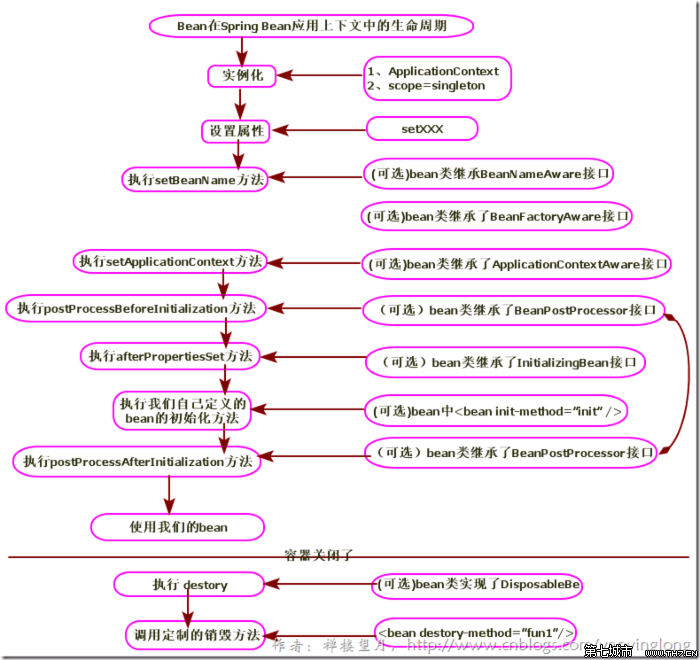 Bean在Spring Bean应用上下文中的生命周期
实例化
1、ApplicationContext
2、scope=singleton
设置属性
setXXX
执行setBeanName方法
(可选)bean类继承BeanNameAware接口
(可选)bean类继承了BeanFactoryAware接口
执行setApplicationContext方法
(可选)bean类继承了ApplicationContextAware接口
执行postProcessBeforeInitialization方法
（可选）bean类继承了BeanPostProcessor接口
执行afterPropertiesSet方法
（可选）bean类继承了InitializingBean接口
执行我们自己定义的
bean的初始化方法
(可选)bean中<bean init-method="init" />
执行postProcessAfterInitialization方法
（可选）bean类继承了BeanPostProcessor接口
使用我们的bean
容器关闭了
执行 destory
(可选)bean类实现了DisposableBe
调用定制的销毁方法
<bean destory-method="fun1"/>
作者：禅楼望月，http://www.cnblogs.com/yaoyinglong
第七城市 WWW.TH7.CN